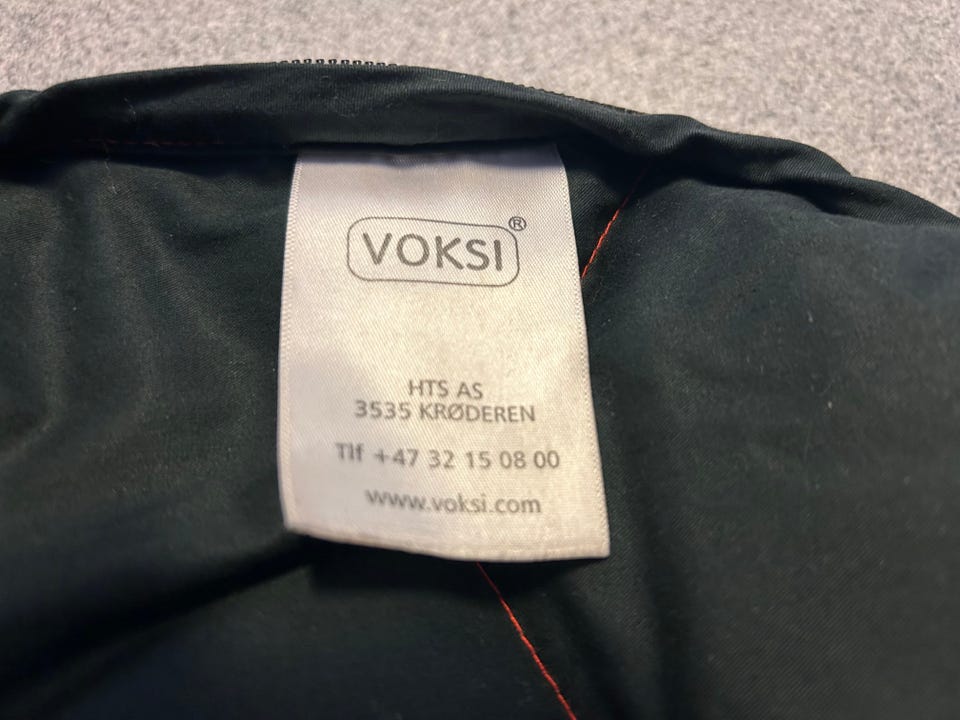 VOKSI®
HTS AS
3535 KRØDEREN
Tlf +47 32 15 08 00
www.voksi.com